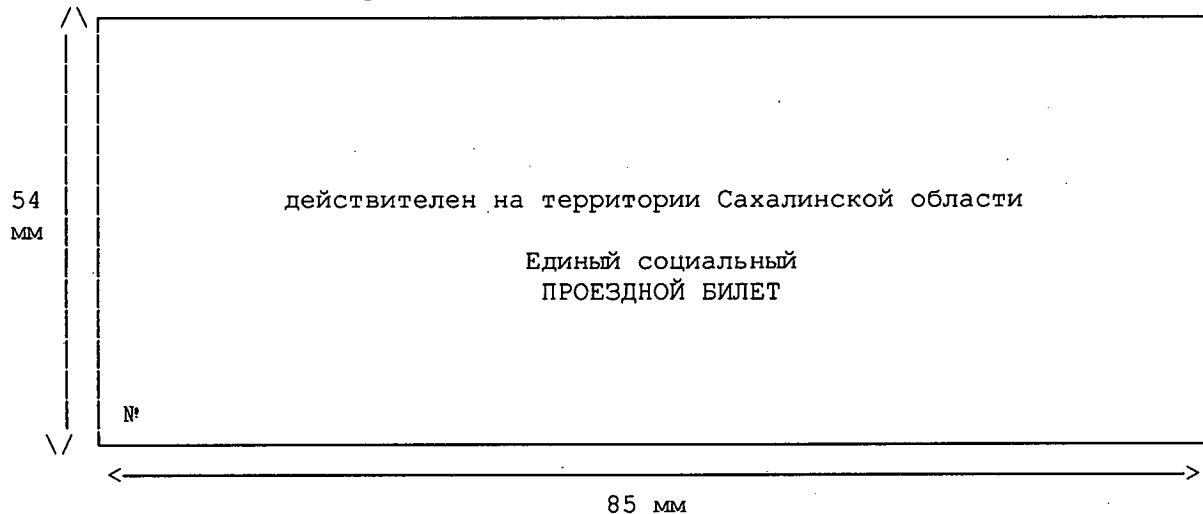 54
мм
действителен на территории Сахалинской области
Единый социальный
ПРОЕЗДНОЙ БИЛЕТ
№
85 мм